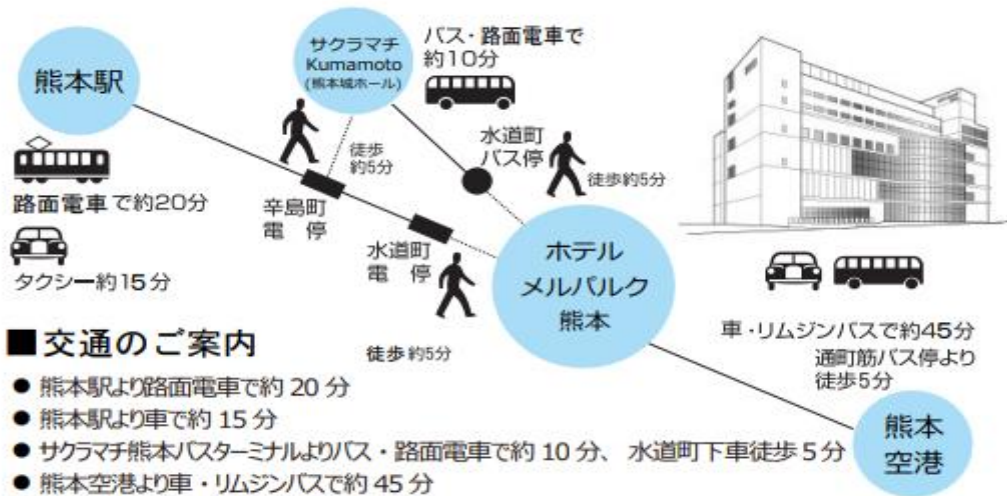 熊本駅
サクラマチ
Kumamoto
(熊本城ホール)
バス・路面電車で
約10分
徒歩
約5分
水道町
バス停
徒歩約5分
路面電車で約20分
辛島町
電 停
タクシー約15分
水道町
電 停
ホテル
メルパルク
熊本
徒歩約5分
車・リムジンバスで約45分
通町筋バス停より
徒歩5分
熊本
空港
■交通のご案内
● 熊本駅より路面電車で約 20 分
● 熊本駅より車で約 15 分
● サクラマチ熊本バスターミナルよりバス・路面電車で約 10 分、 水道町下車徒歩 5 分
● 熊本空港より車・リムジンバスで約 45 分